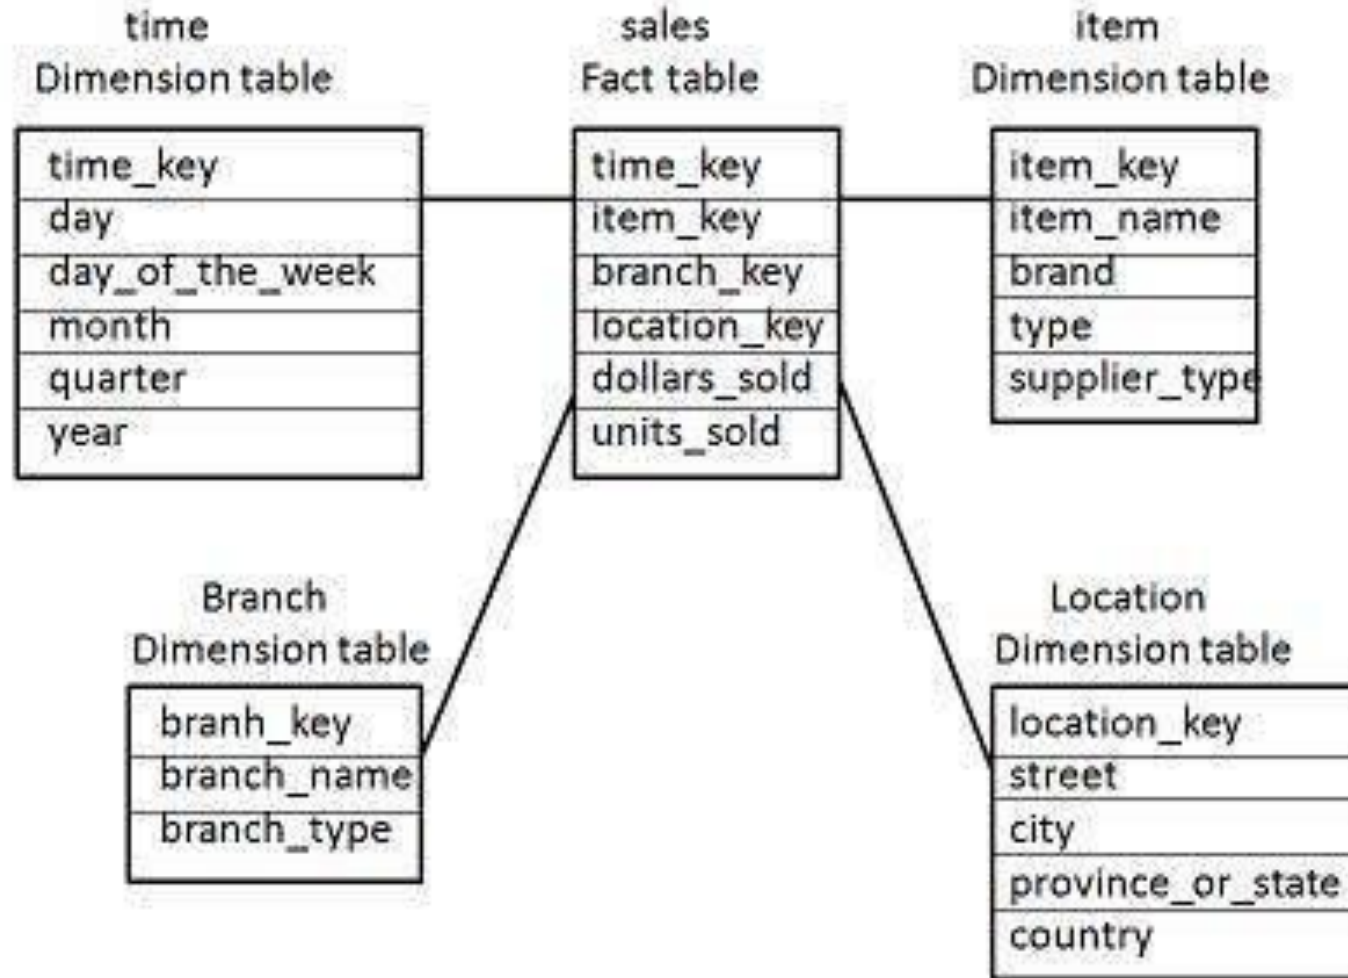 time
Dimension table
time_key
day
day_of_the_week
month
quarter
year
sales
Fact table
time_key
item_key
branch_key
location_key
dollars_sold
units_sold
item
Dimension table
item_key
item_name
brand
type
supplier_type
Branch
Dimension table
branh_key
branch_name
branch_type
Location
Dimension table
location_key
street
city
province_or_state
country